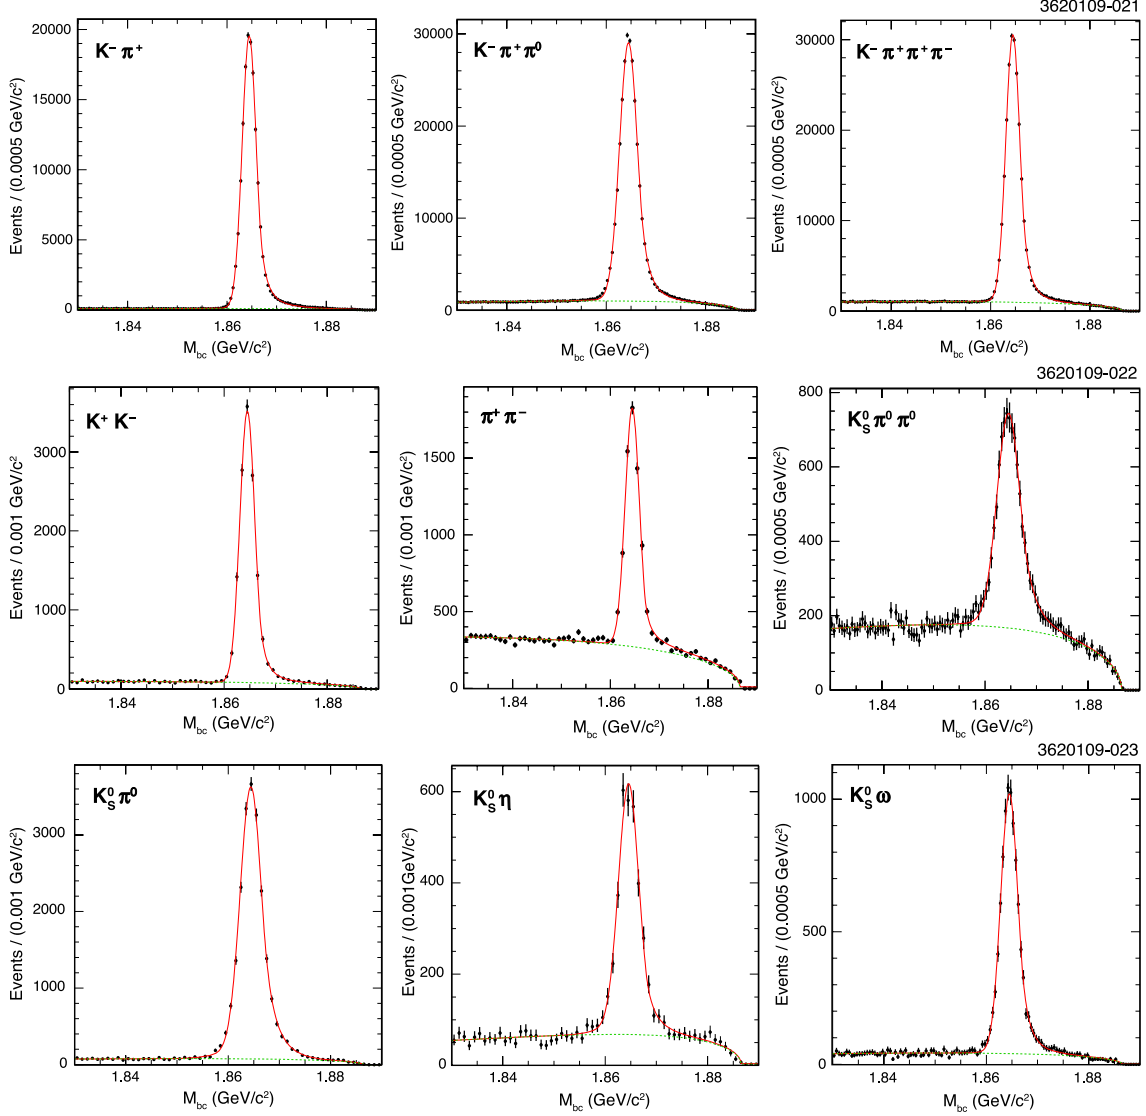 3620109-021
K⁻ π⁺
Events / (0.0005 GeV/c²)
20000
15000
10000
5000
0
1.84
1.86
1.88
M_bc (GeV/c²)
K⁻ π⁺ π⁰
Events / (0.0005 GeV/c²)
30000
20000
10000
0
1.84
1.86
1.88
M_bc (GeV/c²)
K⁻ π⁺ π⁺ π⁻
Events / (0.0005 GeV/c²)
30000
20000
10000
0
1.84
1.86
1.88
M_bc (GeV/c²)
3620109-022
K⁺ K⁻
Events / 0.001 GeV/c²
3000
2000
1000
0
1.84
1.86
1.88
M_bc (GeV/c²)
π⁺ π⁻
Events / (0.001 GeV/c²)
1500
1000
500
0
1.84
1.86
1.88
M_bc (GeV/c²)
K_S⁰ π⁰ π⁰
Events / (0.0005 GeV/c²)
800
600
400
200
0
1.84
1.86
1.88
M_bc (GeV/c²)
3620109-023
K_S⁰ π⁰
Events / (0.001 GeV/c²)
3000
2000
1000
0
1.84
1.86
1.88
M_bc (GeV/c²)
K_S⁰ η
Events / (0.001GeV/c²)
600
400
200
0
1.84
1.86
1.88
M_bc (GeV/c²)
K_S⁰ ω
Events / (0.0005 GeV/c²)
1000
500
0
1.84
1.86
1.88
M_bc (GeV/c²)